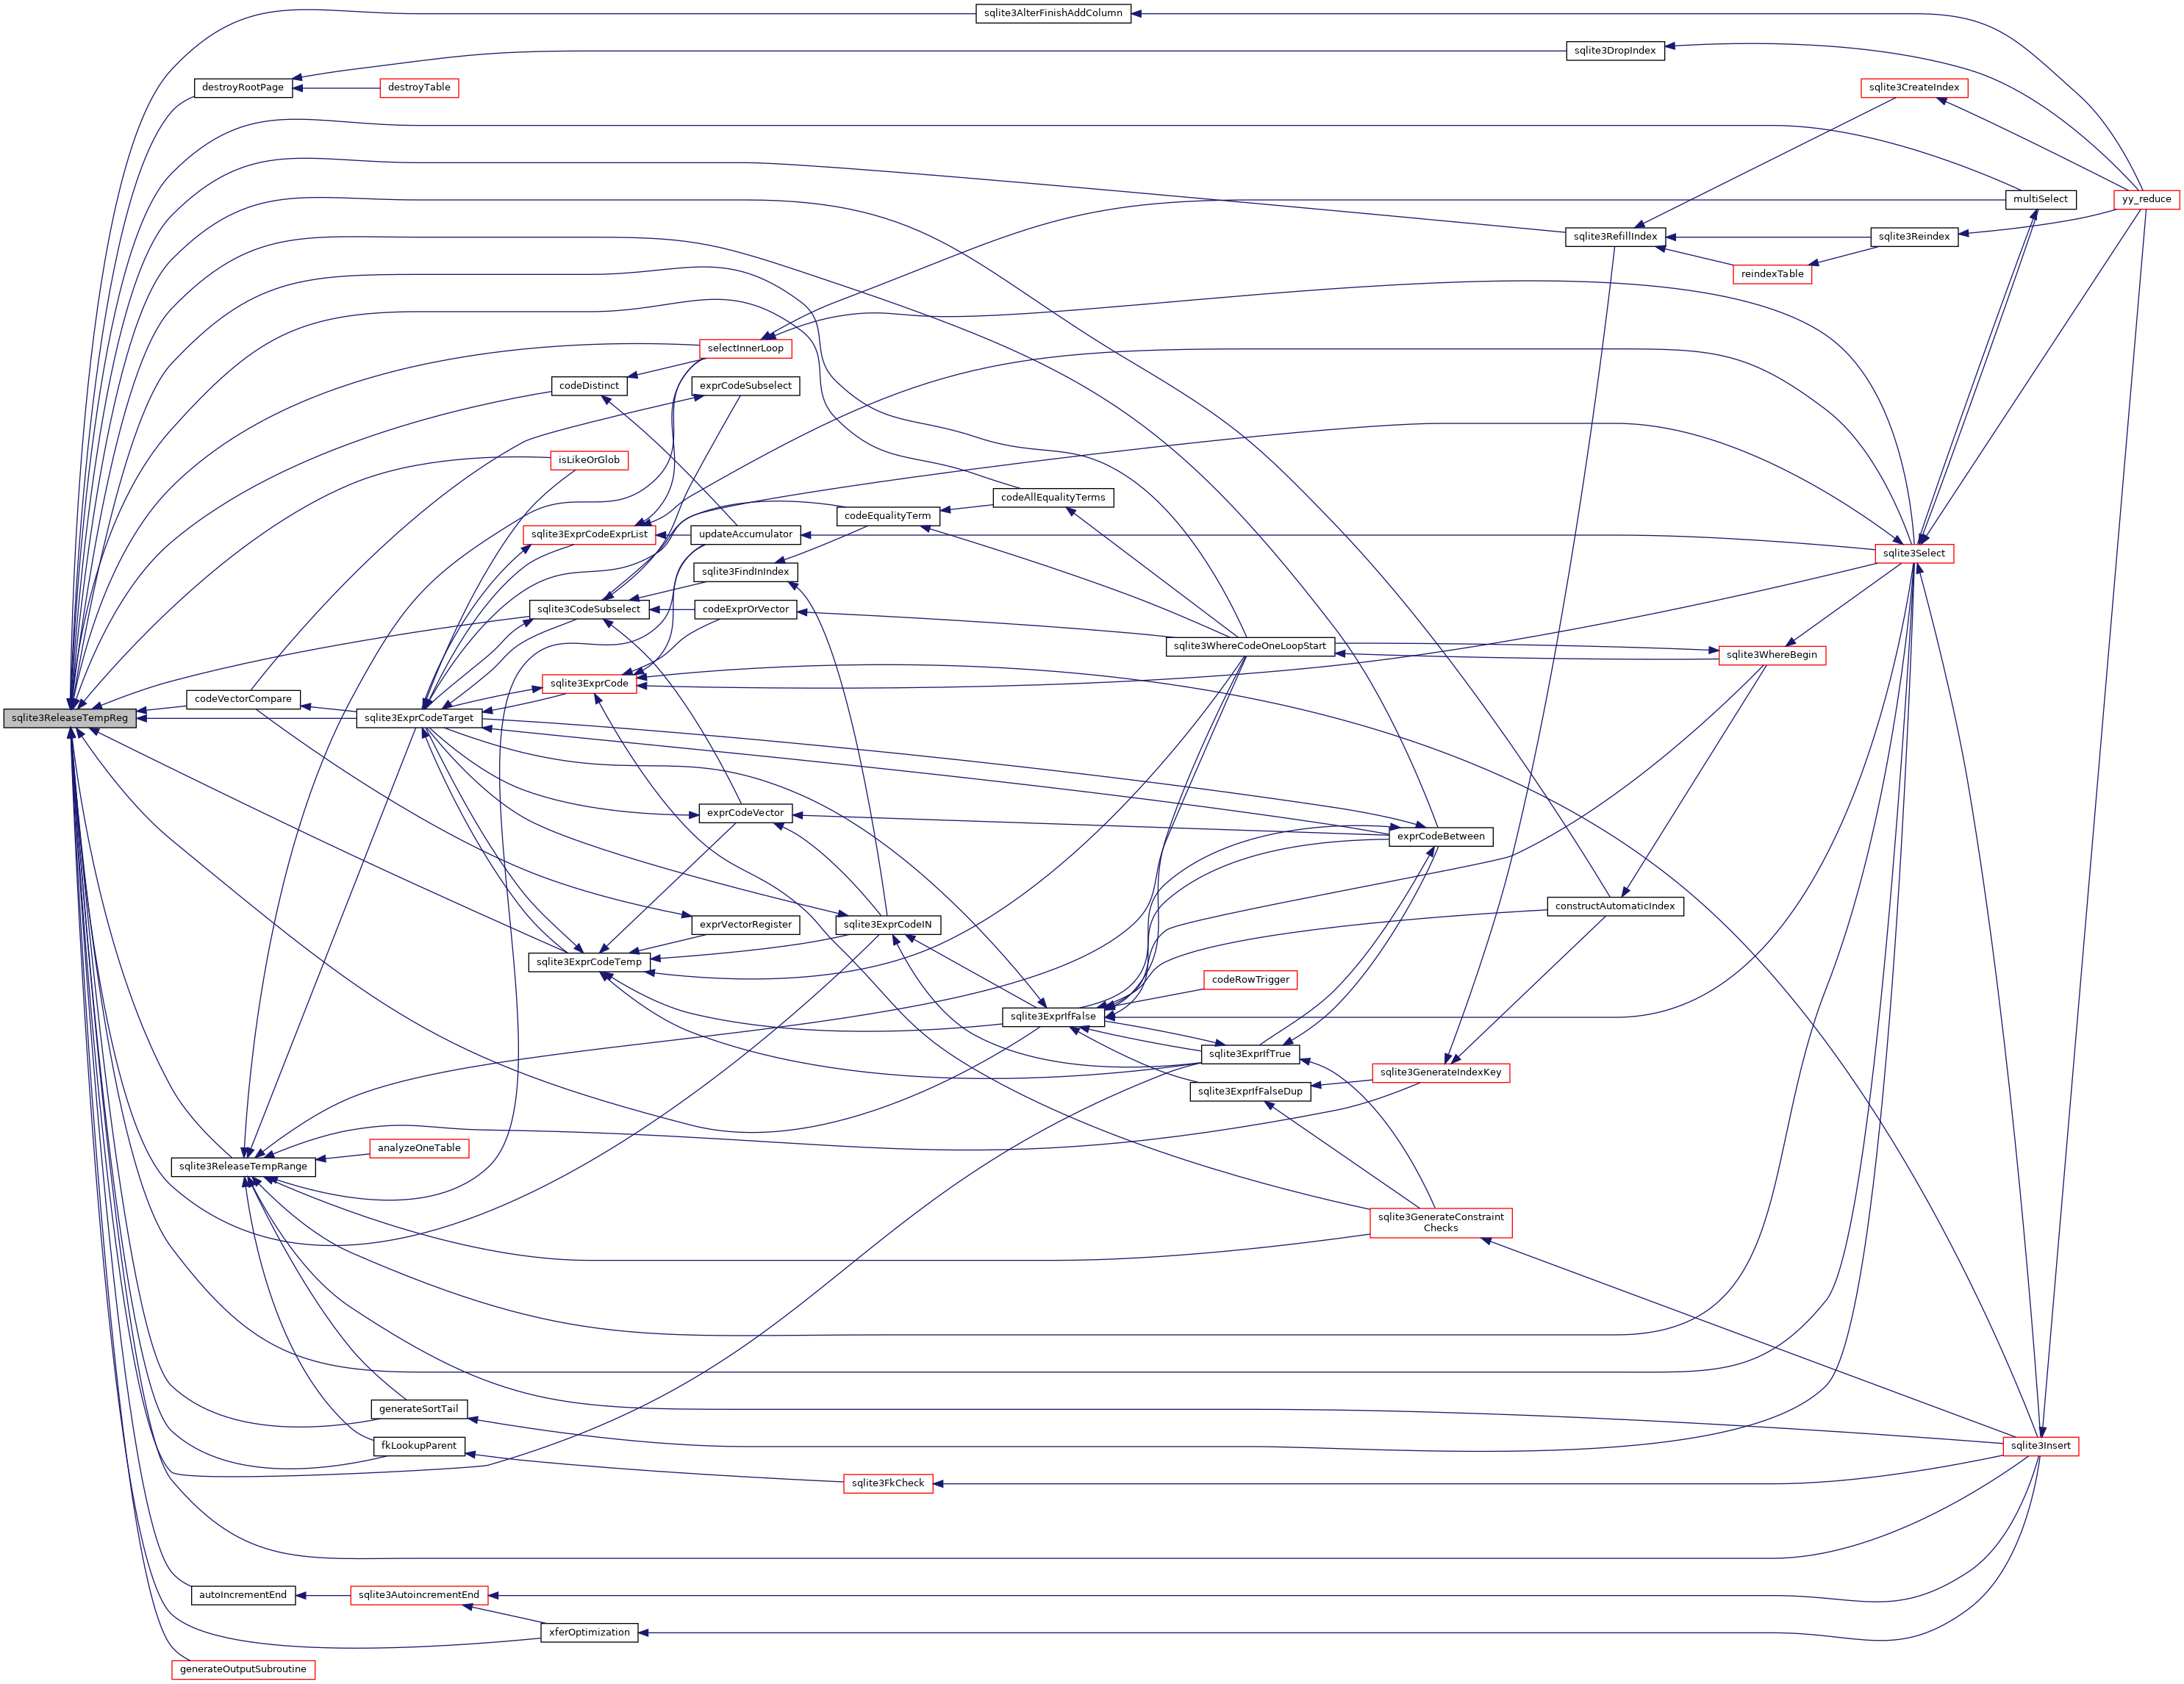 sqlite3AlterFinishAddColumn
sqlite3DropIndex
destroyRootPage
destroyTable
sqlite3CreateIndex
multiSelect
yy_reduce
sqlite3RefillIndex
sqlite3Reindex
reindexTable
selectInnerLoop
codeDistinct
exprCodeSubselect
isLikeOrGlob
codeAllEqualityTerms
codeEqualityTerm
sqlite3ExprCodeExprList
updateAccumulator
sqlite3Select
sqlite3FindInIndex
sqlite3CodeSubselect
codeExprOrVector
sqlite3WhereCodeOneLoopStart
sqlite3WhereBegin
sqlite3ExprCode
codeVectorCompare
sqlite3ReleaseTempReg
sqlite3ExprCodeTarget
exprCodeVector
exprCodeBetween
constructAutomaticIndex
exprVectorRegister
sqlite3ExprCodeIN
sqlite3ExprCodeTemp
codeRowTrigger
sqlite3ExprIfFalse
sqlite3ExprIfTrue
sqlite3GenerateIndexKey
sqlite3ExprIfFalseDup
analyzeOneTable
sqlite3ReleaseTempRange
sqlite3GenerateConstraint
Checks
generateSortTail
fkLookupParent
sqlite3Insert
sqlite3FkCheck
autoIncrementEnd
sqlite3AutoincrementEnd
xferOptimization
generateOutputSubroutine